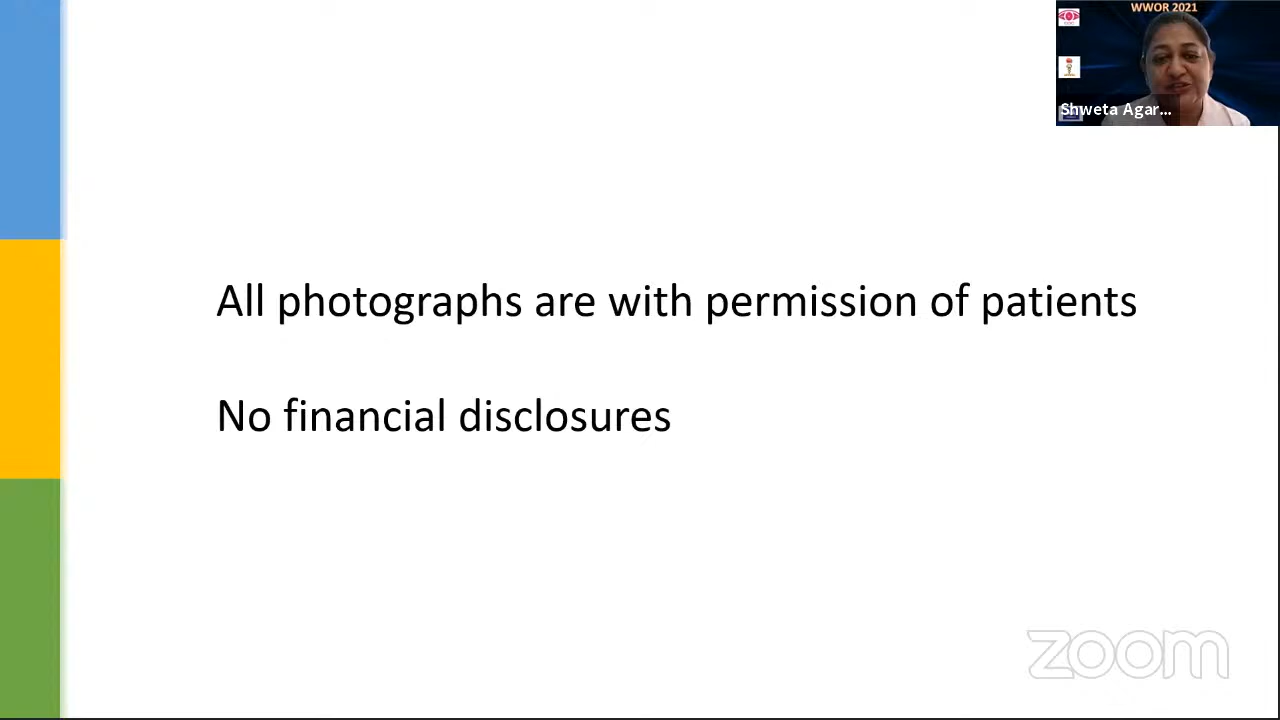 WWOR 2021
Shweta Agar...
All photographs are with permission of patients
No financial disclosures
zoom